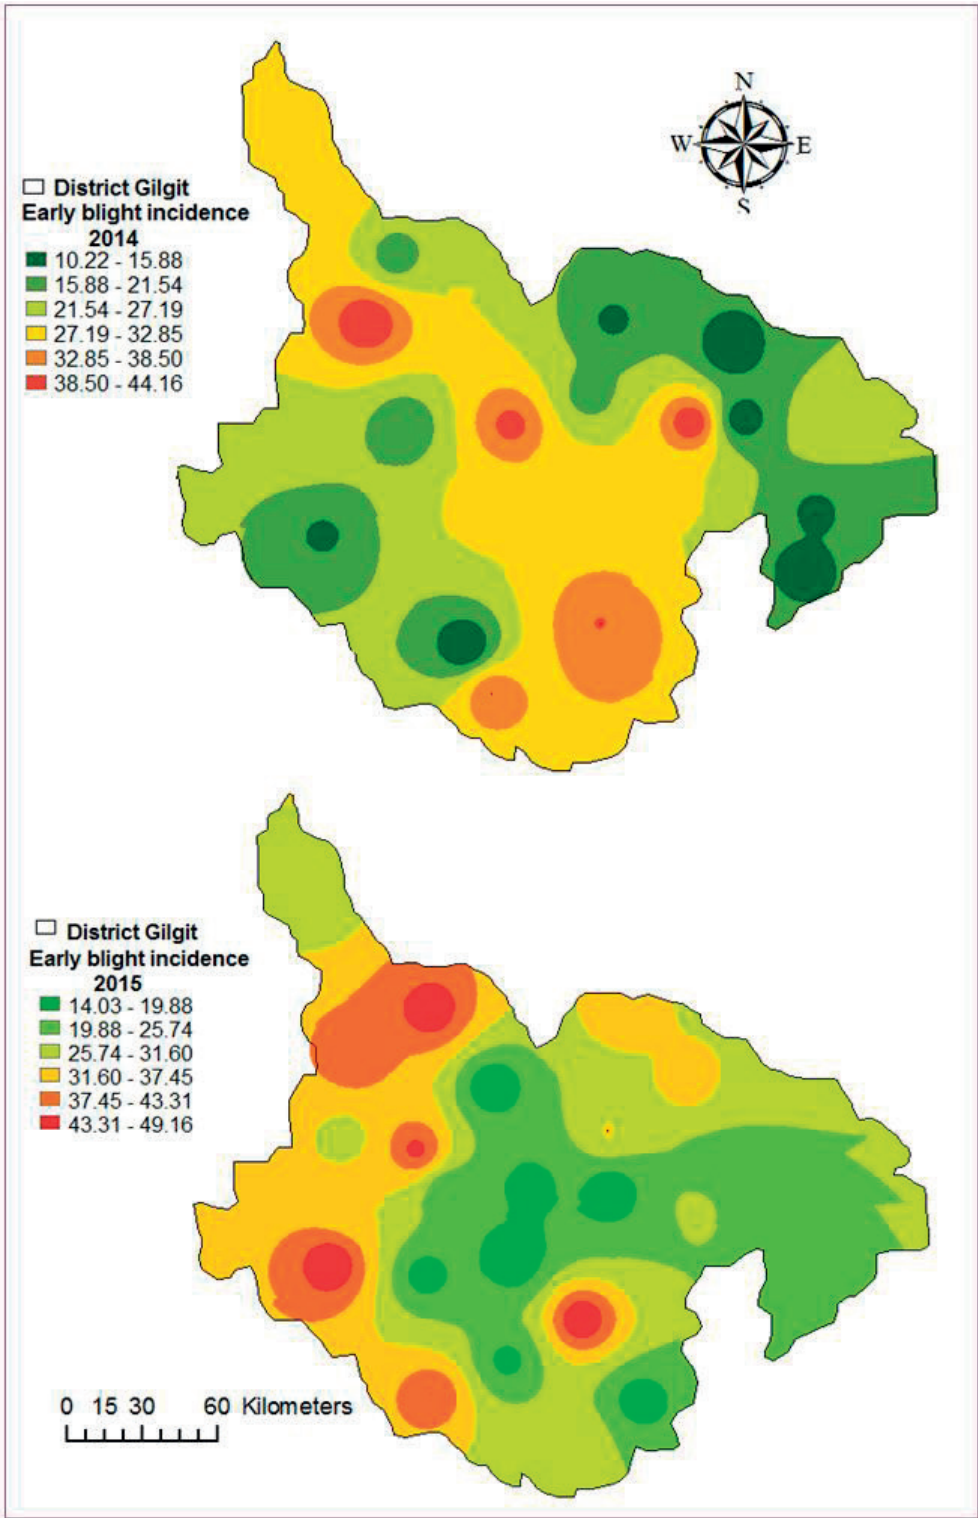 N
W E
S
District Gilgit
Early blight incidence
2014
10.22 - 15.88
15.88 - 21.54
21.54 - 27.19
27.19 - 32.85
32.85 - 38.50
38.50 - 44.16
District Gilgit
Early blight incidence
2015
14.03 - 19.88
19.88 - 25.74
25.74 - 31.60
31.60 - 37.45
37.45 - 43.31
43.31 - 49.16
0 15 30 60 Kilometers